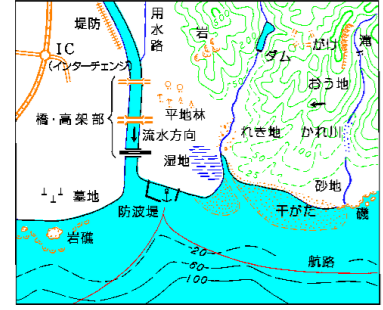 堤防
用水路
岩
滝
IC
(インターチェンジ)
ダム
がけ
おう地
平地林
橋・高架部
流水方向
れき地
かれ川
湿地
墓地
砂地
防波堤
干がた
磯
岩礁
航路
20
60
100